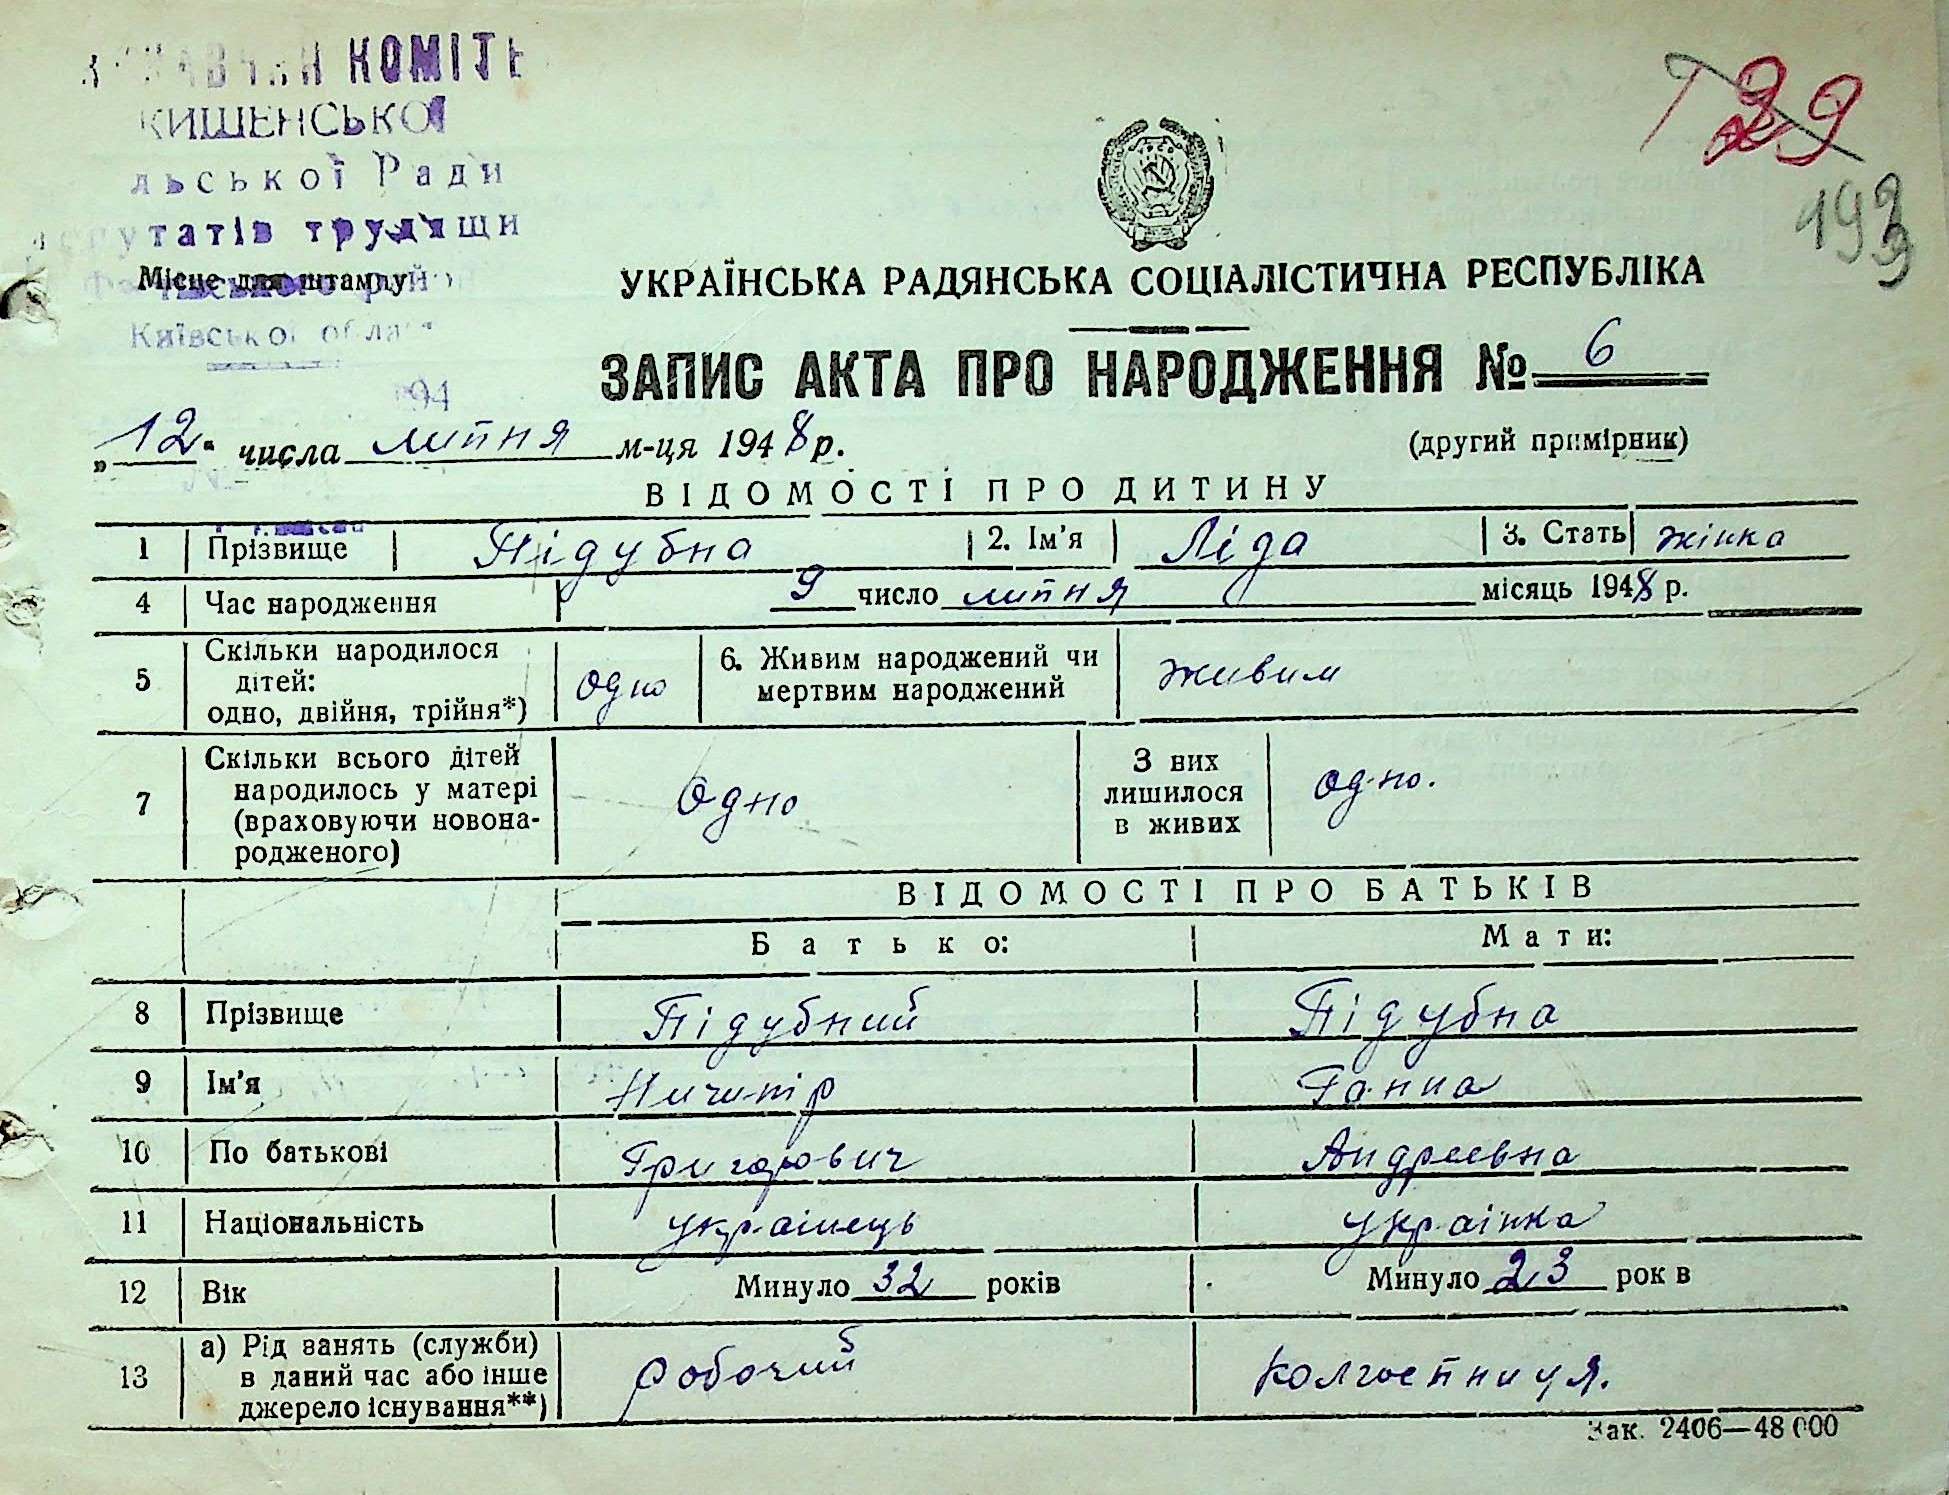 КОМІТЕ
КИШЕНСЬКОЇ
льської Ради
путатів трудящи
Місце для штампу
Київської обла
194
729
193
УКРАЇНСЬКА РАДЯНСЬКА СОЦІАЛІСТИЧНА РЕСПУБЛІКА
ЗАПИС АКТА ПРО НАРОДЖЕННЯ № 6
„12" числа липня м-ця 1948 р. (другий примірник)
ВІДОМОСТІ ПРО ДИТИНУ
1 Прізвище Підубна 2. Ім'я Ліда 3. Стать жінка
4 Час народження 9 число липня місяць 1948 р.
5 Скільки народилося дітей: одно, двійня, трійня*) одно 6. Живим народжений чи мертвим народжений живим
7 Скільки всього дітей народилось у матері (враховуючи новонародженого) Одно З них лишилося в живих одно.
ВІДОМОСТІ ПРО БАТЬКІВ
Батько: Мати:
8 Прізвище Підубний Підубна
9 Ім'я Ничипір Ганна
10 По батькові Григорович Андреевна
11 Національність українець українка
12 Вік Минуло 32 років Минуло 23 рок в
13 а) Рід занять (служби) в даний час або інше джерело існування**) робочий колгоспниця.
Зак. 2406—48000